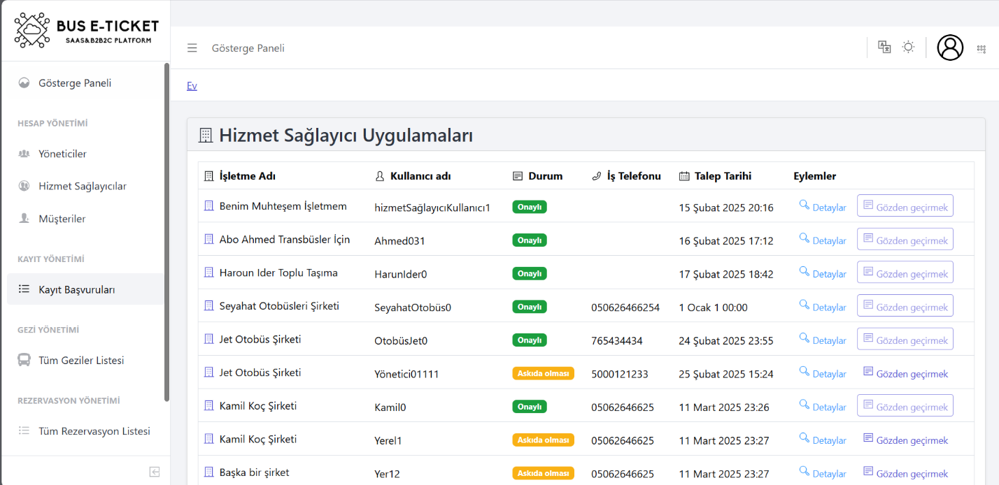 BUS E-TICKET
SAAS&B2B2C PLATFORM
Gösterge Paneli
HESAP YÖNETİMİ
Yöneticiler
Hizmet Sağlayıcılar
Müşteriler
KAYIT YÖNETİMİ
Kayıt Başvuruları
GEZİ YÖNETİMİ
Tüm Geziler Listesi
REZERVASYON YÖNETİMİ
Tüm Rezervasyon Listesi
Gösterge Paneli
Ev
Hizmet Sağlayıcı Uygulamaları
İşletme Adı Kullanıcı adı Durum İş Telefonu Talep Tarihi Eylemler
Benim Muhteşem İşletmem hizmetSağlayıcıKullanıcı1 Onaylı 15 Şubat 2025 20:16 Detaylar Gözden geçirmek
Abo Ahmed Transbüsler İçin Ahmed031 Onaylı 16 Şubat 2025 17:12 Detaylar Gözden geçirmek
Haroun Ider Toplu Taşıma HarunIder0 Onaylı 17 Şubat 2025 18:42 Detaylar Gözden geçirmek
Seyahat Otobüsleri Şirketi SeyahatOtobüs0 Onaylı 050626466254 1 Ocak 1 00:00 Detaylar Gözden geçirmek
Jet Otobüs Şirketi OtobüsJet0 Onaylı 765434434 24 Şubat 2025 23:55 Detaylar Gözden geçirmek
Jet Otobüs Şirketi Yönetici01111 Askıda olması 5000121233 25 Şubat 2025 15:24 Detaylar Gözden geçirmek
Kamil Koç Şirketi Kamil0 Onaylı 05062646625 11 Mart 2025 23:26 Detaylar Gözden geçirmek
Kamil Koç Şirketi Yerel1 Askıda olması 05062646625 11 Mart 2025 23:27 Detaylar Gözden geçirmek
Başka bir şirket Yer12 Askıda olması 05062646625 11 Mart 2025 23:27 Detaylar Gözden geçirmek